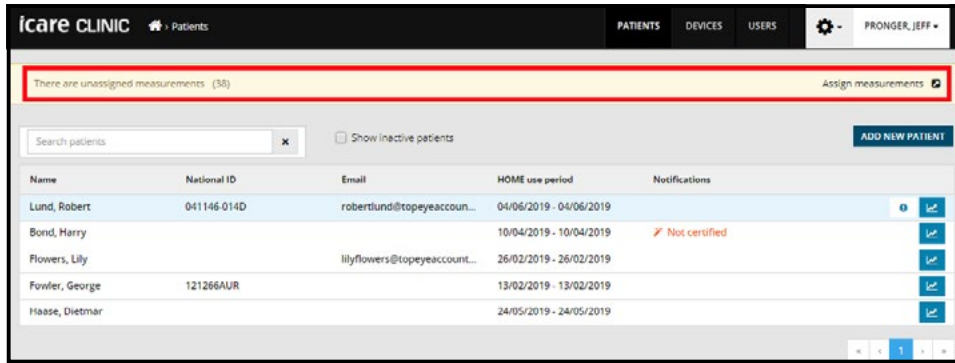 icare CLINIC › Patients PATIENTS DEVICES USERS PRONGER, JEFF
There are unassigned measurements (38) Assign measurements
Search patients × Show inactive patients ADD NEW PATIENT
Name National ID Email HOME use period Notifications
Lund, Robert 041146-014D robertlund@topeyeaccoun... 04/06/2019 - 04/06/2019
Bond, Harry 10/04/2019 - 10/04/2019 Not certified
Flowers, Lily lilyflowers@topeyeaccount... 26/02/2019 - 26/02/2019
Fowler, George 121266AUR 13/02/2019 - 13/02/2019
Haase, Dietmar 24/05/2019 - 24/05/2019
« ‹ 1 › »